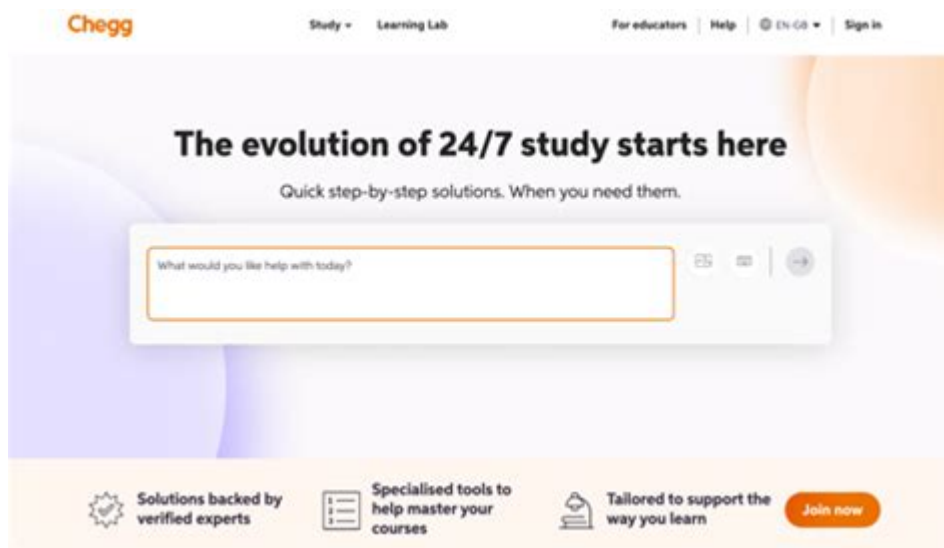 Chegg Study Learning Lab For educators Help EN-GB Sign in
The evolution of 24/7 study starts here
Quick step-by-step solutions. When you need them.
What would you like help with today?
Solutions backed by
verified experts
Specialised tools to
help master your
courses
Tailored to support the
way you learn
Join now